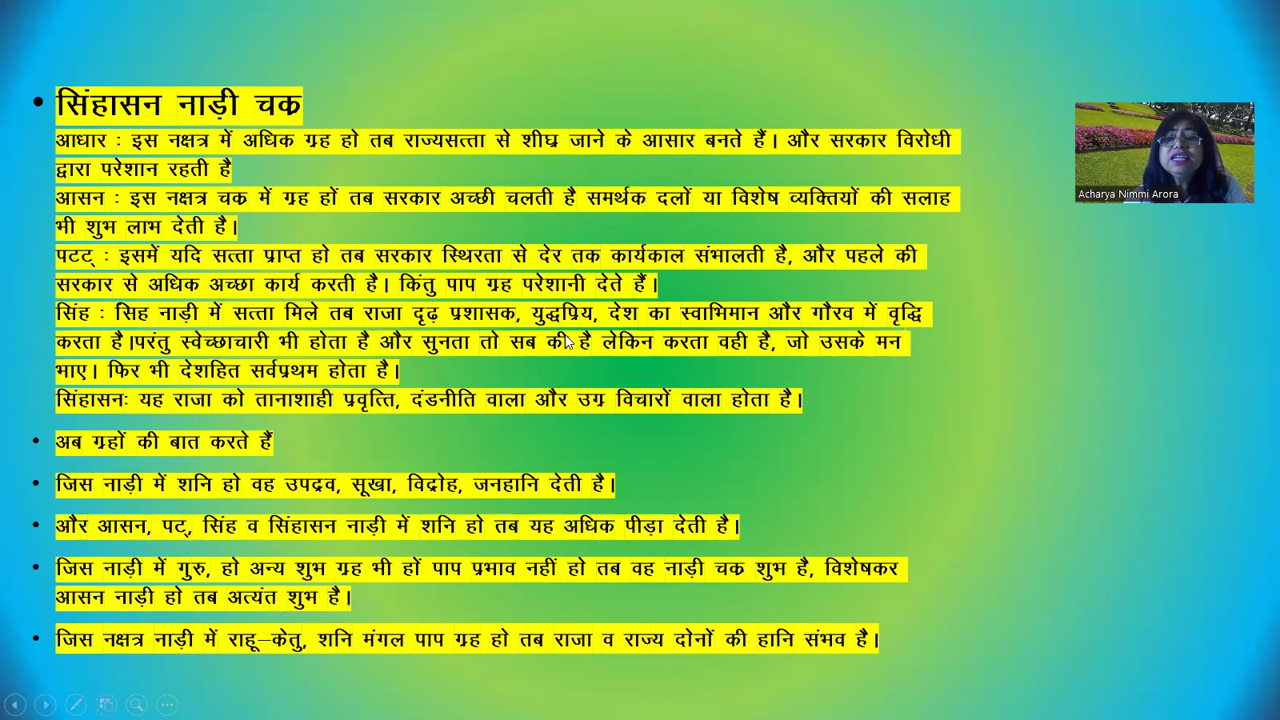 • सिंहासन नाड़ी चक्र
आधार : इस नक्षत्र में अधिक ग्रह हो तब राज्यसत्ता से शीघ्र जाने के आसार बनते हैं। और सरकार विरोधी
द्वारा परेशान रहती है
आसन : इस नक्षत्र चक्र में ग्रह हों तब सरकार अच्छी चलती है समर्थक दलों या विशेष व्यक्तियों की सलाह
भी शुभ लाभ देती है।
पटट् : इसमें यदि सत्ता प्राप्त हो तब सरकार स्थिरता से देर तक कार्यकाल संभालती है, और पहले की
सरकार से अधिक अच्छा कार्य करती है। किंतु पाप ग्रह परेशानी देते हैं।
सिंह : सिंह नाड़ी में सत्ता मिले तब राजा दृढ़ प्रशासक, युद्धप्रिय, देश का स्वाभिमान और गौरव में वृद्धि
करता है।परंतु स्वेच्छाचारी भी होता है और सुनता तो सब की है लेकिन करता वही है, जो उसके मन
भाए। फिर भी देशहित सर्वप्रथम होता है।
सिंहासनः यह राजा को तानाशाही प्रवृत्ति, दंडनीति वाला और उग्र विचारों वाला होता है।
• अब ग्रहों की बात करते हैं
• जिस नाड़ी में शनि हो वह उपद्रव, सूखा, विद्रोह, जनहानि देती है।
• और आसन, पट्, सिंह व सिंहासन नाड़ी में शनि हो तब यह अधिक पीड़ा देती है।
• जिस नाड़ी में गुरु, हो अन्य शुभ ग्रह भी हों पाप प्रभाव नहीं हो तब वह नाड़ी चक्र शुभ है, विशेषकर
आसन नाड़ी हो तब अत्यंत शुभ है।
• जिस नक्षत्र नाड़ी में राहू–केतु, शनि मंगल पाप ग्रह हो तब राजा व राज्य दोनों की हानि संभव है।
Acharya Nimmi Arora